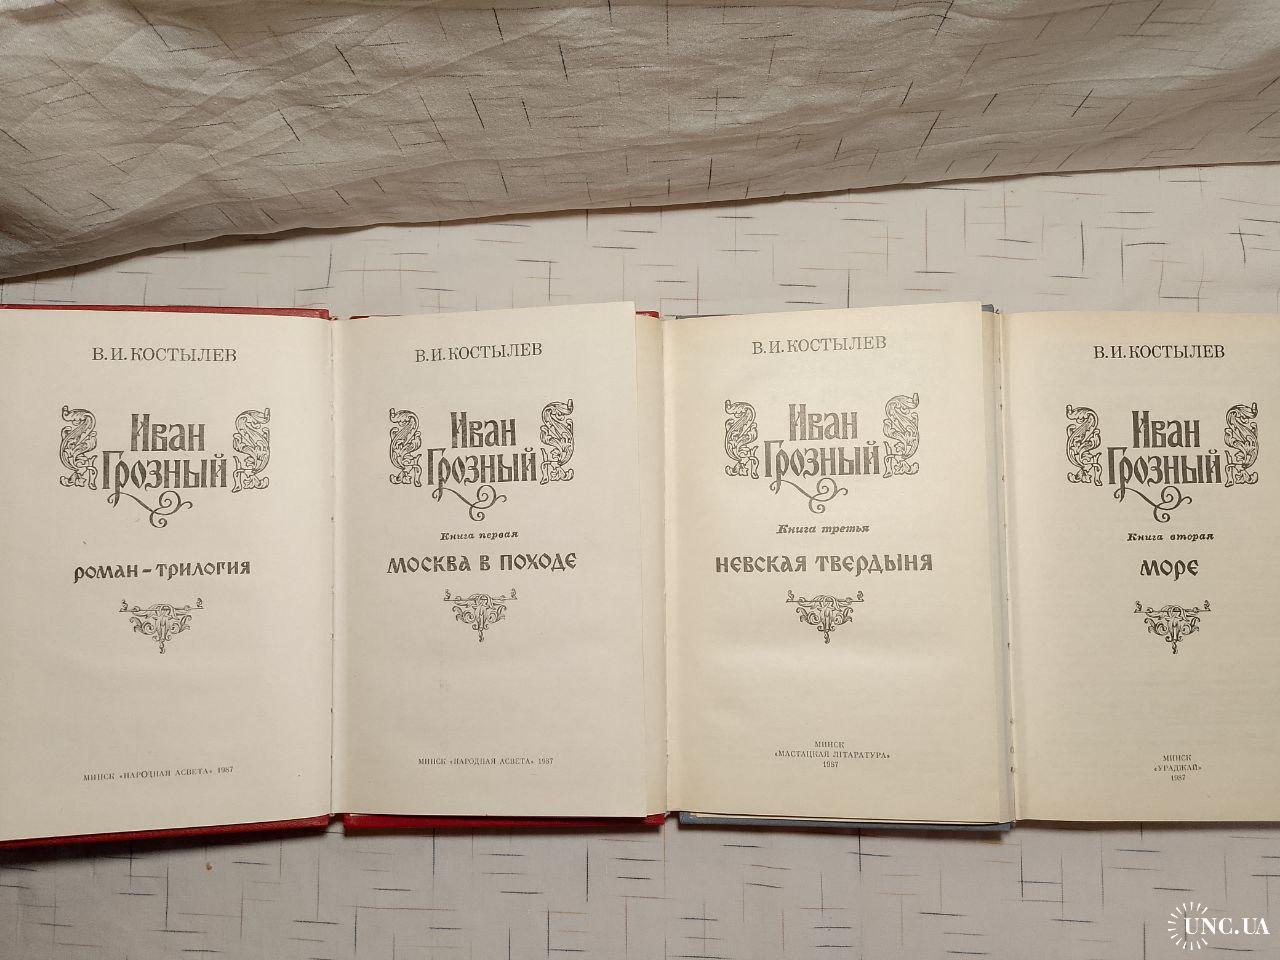 В.И.КОСТЫЛЕВ
Иван
Грозный
роман-трилогия
МИНСК «НАРОДНАЯ АСВЕТА» 1987
В.И.КОСТЫЛЕВ
Иван
Грозный
Книга первая
МОСКВА В ПОХОДЕ
МИНСК «НАРОДНАЯ АСВЕТА» 1987
В.И.КОСТЫЛЕВ
Иван
Грозный
Книга третья
НЕВСКАЯ ТВЕРДЫНЯ
МИНСК
«МАСТАЦКАЯ ЛІТАРАТУРА»
1987
В.И.КОСТЫЛЕВ
Иван
Грозный
Книга вторая
МОРЕ
МИНСК
«УРАДЖАЙ»
1987
UNC.UA